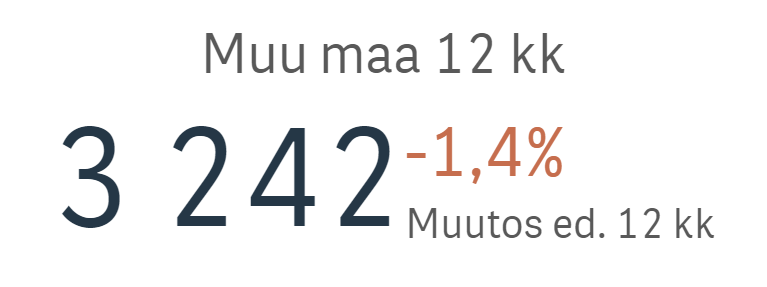 Muu maa 12 kk
3 242
-1,4%
Muutos ed. 12 kk